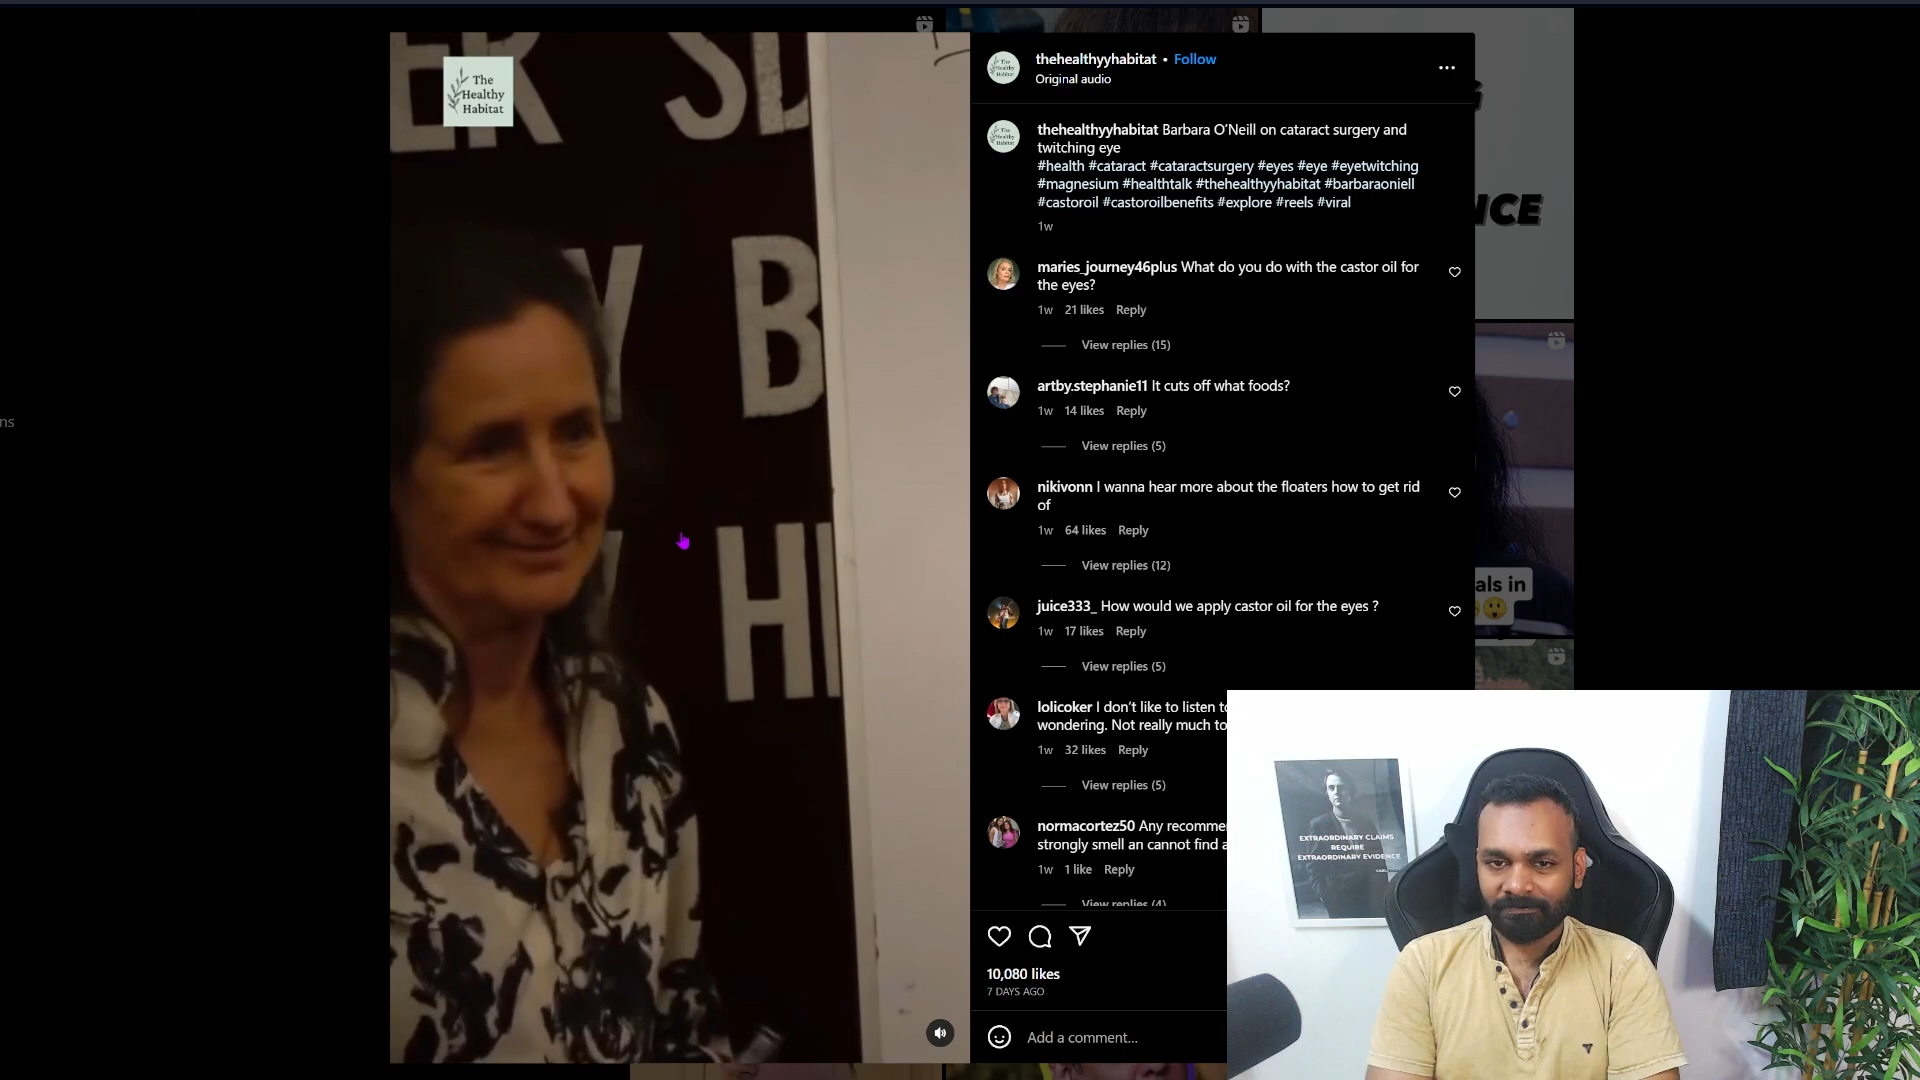 ER SL
The
Healthy
Habitat
Y B
Y HI
ns
thehealthyyhabitat • Follow
Original audio
thehealthyyhabitat Barbara O'Neill on cataract surgery and
twitching eye
#health #cataract #cataractsurgery #eyes #eye #eyetwitching
#magnesium #healthtalk #thehealthyyhabitat #barbaraoniell
#castoroil #castoroilbenefits #explore #reels #viral
1w
maries_journey46plus What do you do with the castor oil for
the eyes?
1w 21 likes Reply
View replies (15)
artby.stephanie11 It cuts off what foods?
1w 14 likes Reply
View replies (5)
nikivonn I wanna hear more about the floaters how to get rid
of
1w 64 likes Reply
View replies (12)
juice333_ How would we apply castor oil for the eyes ?
1w 17 likes Reply
View replies (5)
lolicoker I don't like to listen to
wondering. Not really much to
1w 32 likes Reply
View replies (5)
normacortez50 Any recomme
strongly smell an cannot find a
1w 1 like Reply
View replies (4)
10,080 likes
7 DAYS AGO
Add a comment...
NCE
als in
EXTRAORDINARY CLAIMS
REQUIRE
EXTRAORDINARY EVIDENCE